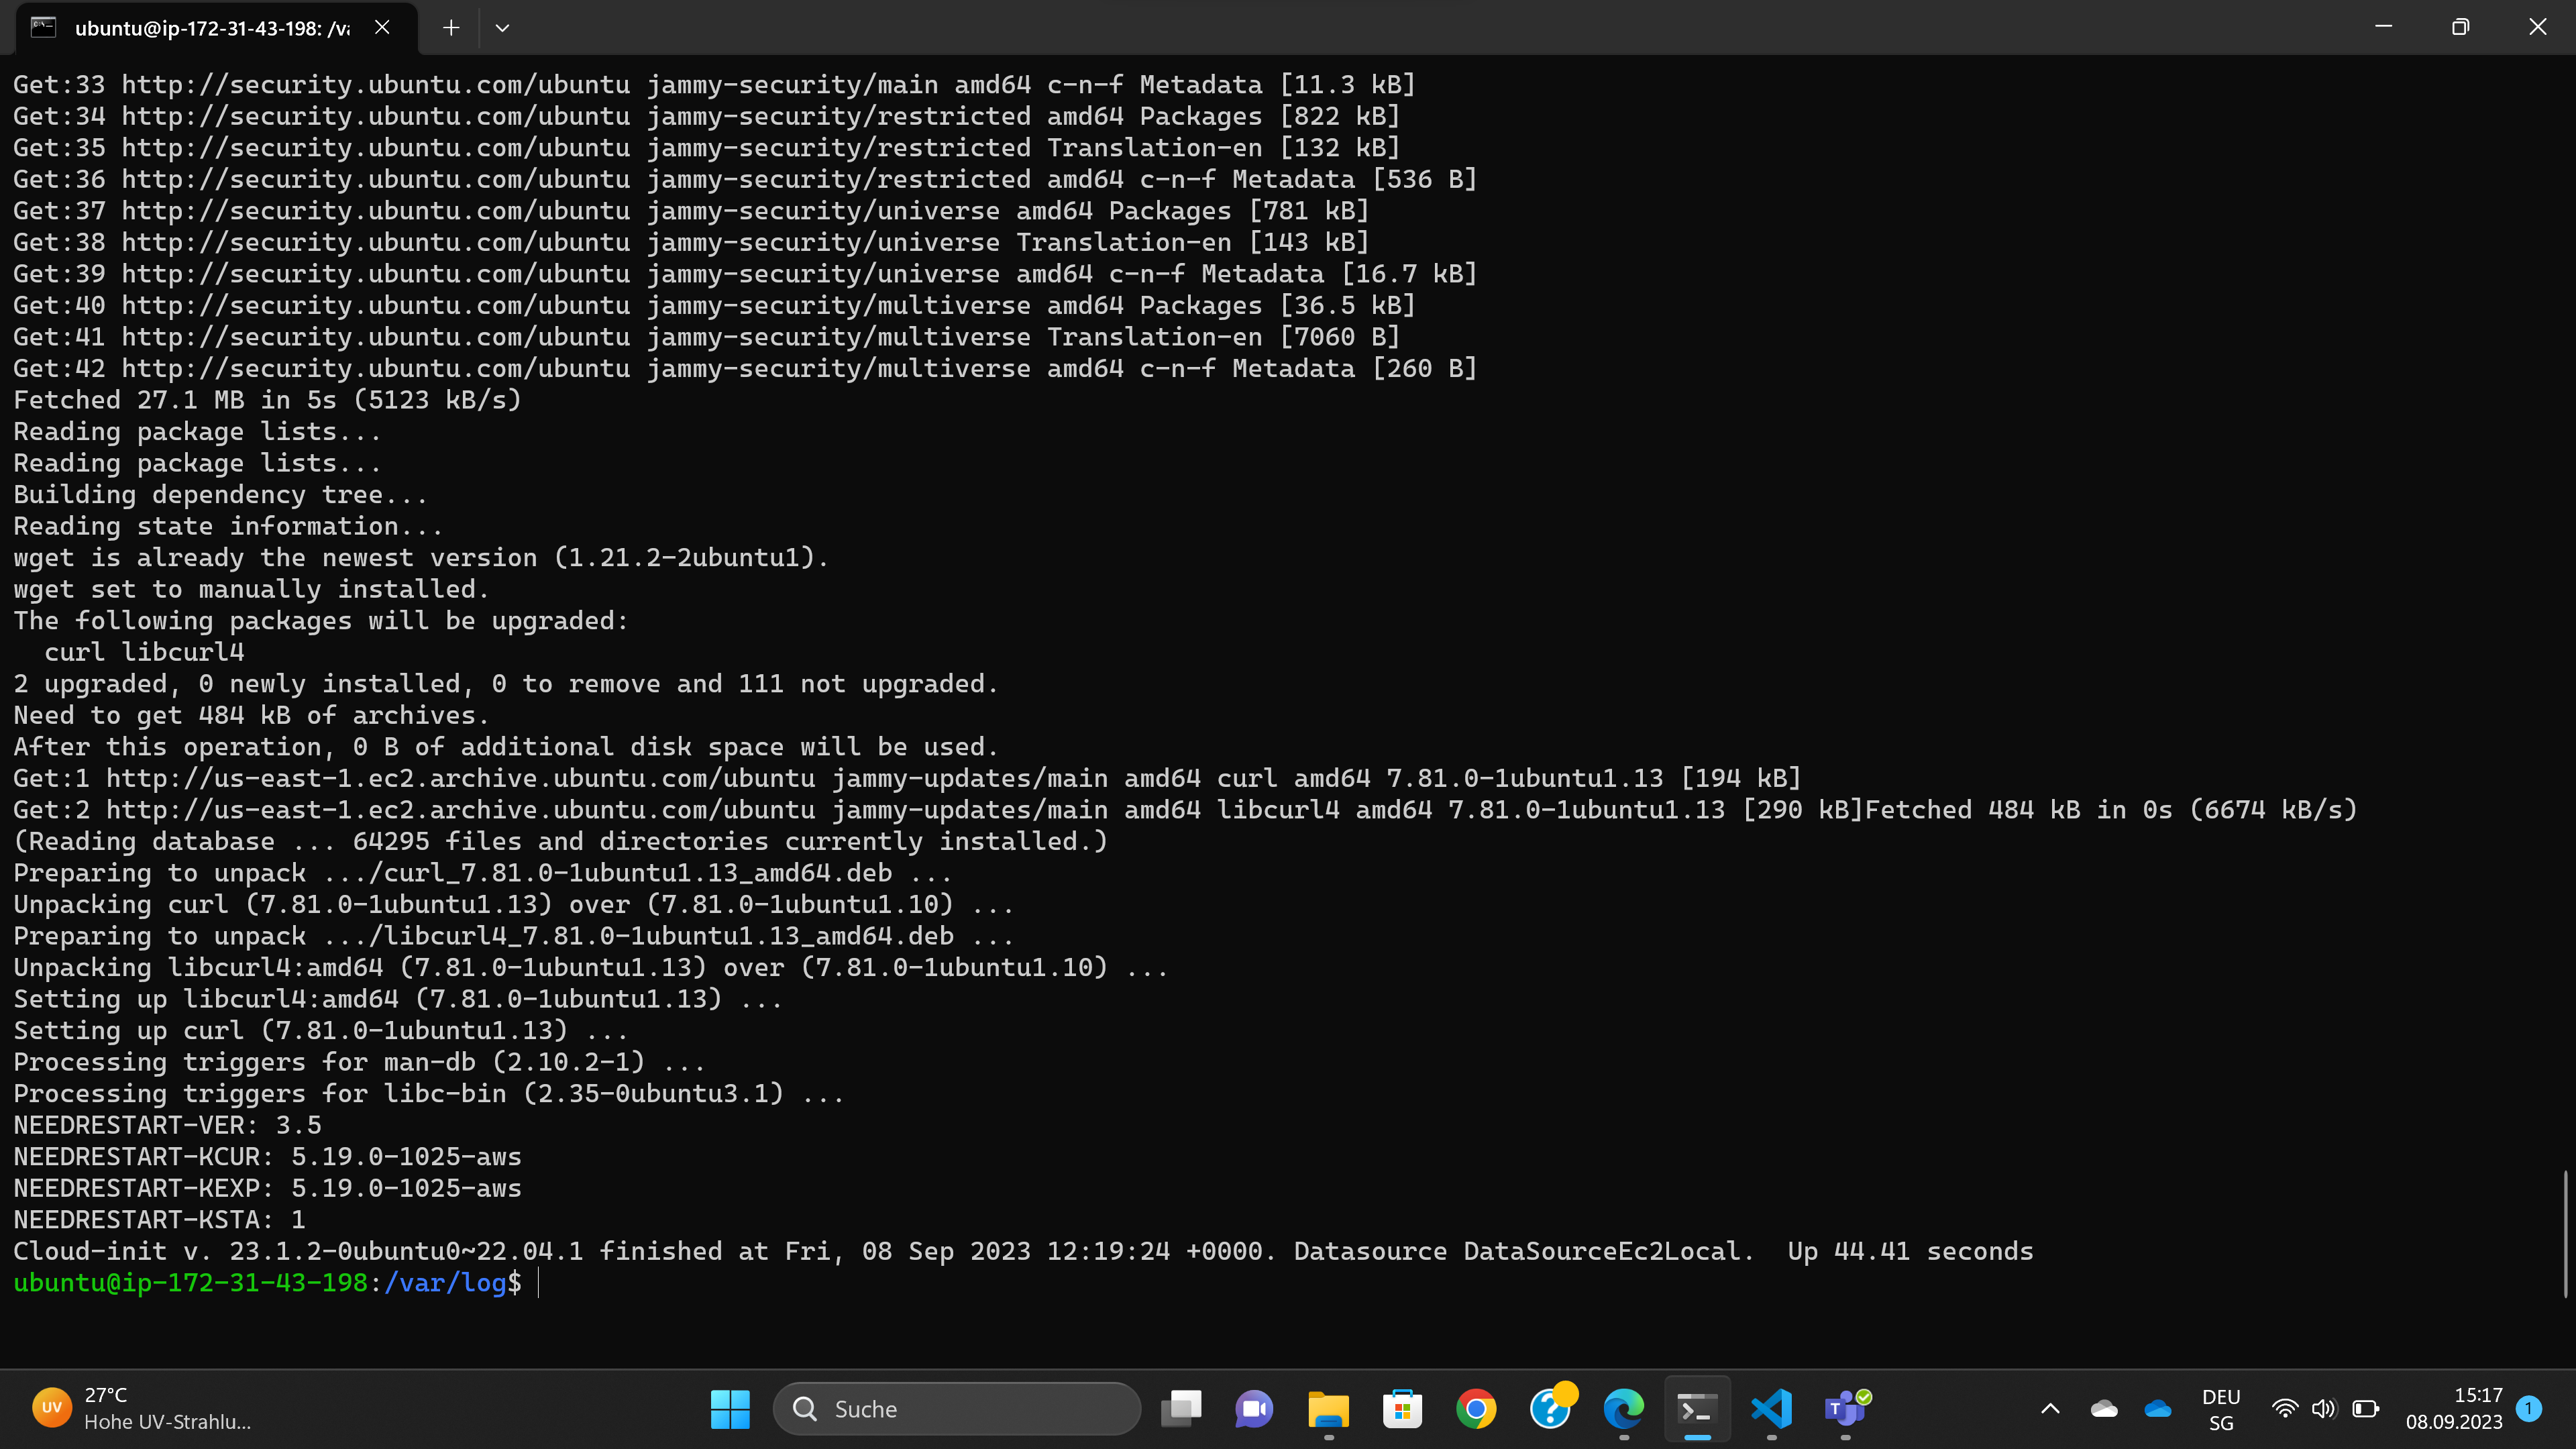 ubuntu@ip-172-31-43-198: /va
Get:33 http://security.ubuntu.com/ubuntu jammy-security/main amd64 c-n-f Metadata [11.3 kB]
Get:34 http://security.ubuntu.com/ubuntu jammy-security/restricted amd64 Packages [822 kB]
Get:35 http://security.ubuntu.com/ubuntu jammy-security/restricted Translation-en [132 kB]
Get:36 http://security.ubuntu.com/ubuntu jammy-security/restricted amd64 c-n-f Metadata [536 B]
Get:37 http://security.ubuntu.com/ubuntu jammy-security/universe amd64 Packages [781 kB]
Get:38 http://security.ubuntu.com/ubuntu jammy-security/universe Translation-en [143 kB]
Get:39 http://security.ubuntu.com/ubuntu jammy-security/universe amd64 c-n-f Metadata [16.7 kB]
Get:40 http://security.ubuntu.com/ubuntu jammy-security/multiverse amd64 Packages [36.5 kB]
Get:41 http://security.ubuntu.com/ubuntu jammy-security/multiverse Translation-en [7060 B]
Get:42 http://security.ubuntu.com/ubuntu jammy-security/multiverse amd64 c-n-f Metadata [260 B]
Fetched 27.1 MB in 5s (5123 kB/s)
Reading package lists...
Reading package lists...
Building dependency tree...
Reading state information...
wget is already the newest version (1.21.2-2ubuntu1).
wget set to manually installed.
The following packages will be upgraded:
  curl libcurl4
2 upgraded, 0 newly installed, 0 to remove and 111 not upgraded.
Need to get 484 kB of archives.
After this operation, 0 B of additional disk space will be used.
Get:1 http://us-east-1.ec2.archive.ubuntu.com/ubuntu jammy-updates/main amd64 curl amd64 7.81.0-1ubuntu1.13 [194 kB]
Get:2 http://us-east-1.ec2.archive.ubuntu.com/ubuntu jammy-updates/main amd64 libcurl4 amd64 7.81.0-1ubuntu1.13 [290 kB]Fetched 484 kB in 0s (6674 kB/s)
(Reading database ... 64295 files and directories currently installed.)
Preparing to unpack .../curl_7.81.0-1ubuntu1.13_amd64.deb ...
Unpacking curl (7.81.0-1ubuntu1.13) over (7.81.0-1ubuntu1.10) ...
Preparing to unpack .../libcurl4_7.81.0-1ubuntu1.13_amd64.deb ...
Unpacking libcurl4:amd64 (7.81.0-1ubuntu1.13) over (7.81.0-1ubuntu1.10) ...
Setting up libcurl4:amd64 (7.81.0-1ubuntu1.13) ...
Setting up curl (7.81.0-1ubuntu1.13) ...
Processing triggers for man-db (2.10.2-1) ...
Processing triggers for libc-bin (2.35-0ubuntu3.1) ...
NEEDRESTART-VER: 3.5
NEEDRESTART-KCUR: 5.19.0-1025-aws
NEEDRESTART-KEXP: 5.19.0-1025-aws
NEEDRESTART-KSTA: 1
Cloud-init v. 23.1.2-0ubuntu0~22.04.1 finished at Fri, 08 Sep 2023 12:19:24 +0000. Datasource DataSourceEc2Local.  Up 44.41 seconds
ubuntu@ip-172-31-43-198:/var/log$
UV
27°C
Hohe UV-Strahlu...
Suche
T
DEU
SG
15:17
08.09.2023
1